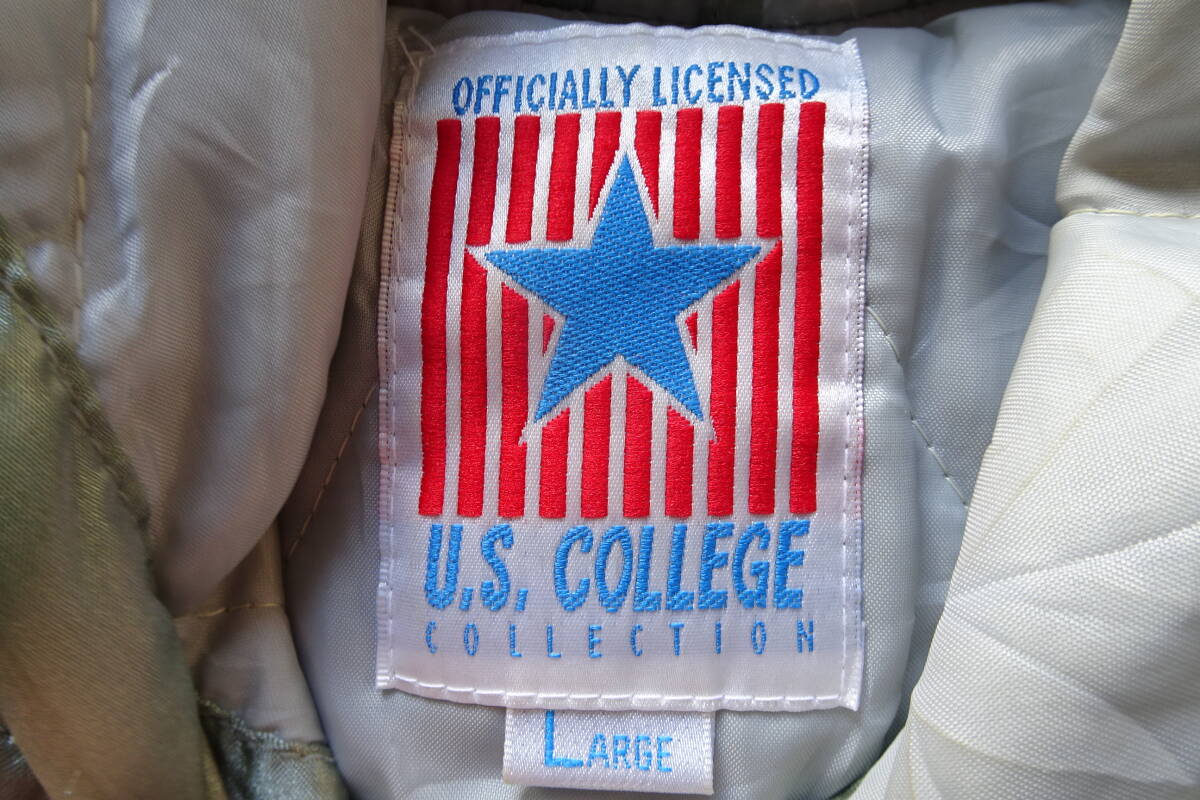 OFFICIALLY LICENSED
U.S. COLLEGE
COLLECTION
LARGE